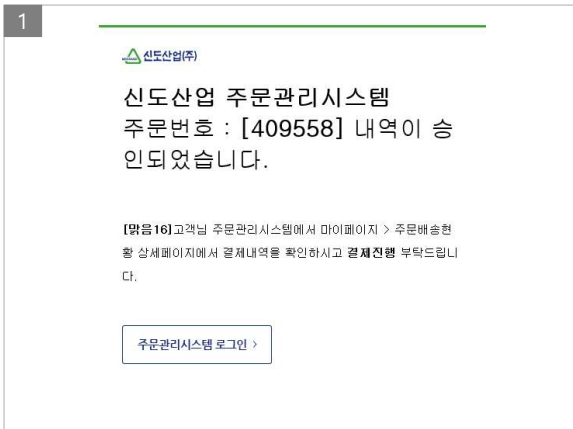 1
신도산업(주)
신도산업 주문관리시스템
주문번호 : [409558] 내역이 승
인되었습니다.
[맑음16]고객님 주문관리시스템에서 마이페이지 > 주문배송현
황 상세페이지에서 결제내역을 확인하시고 결제진행 부탁드립니
다.
주문관리시스템 로그인 >